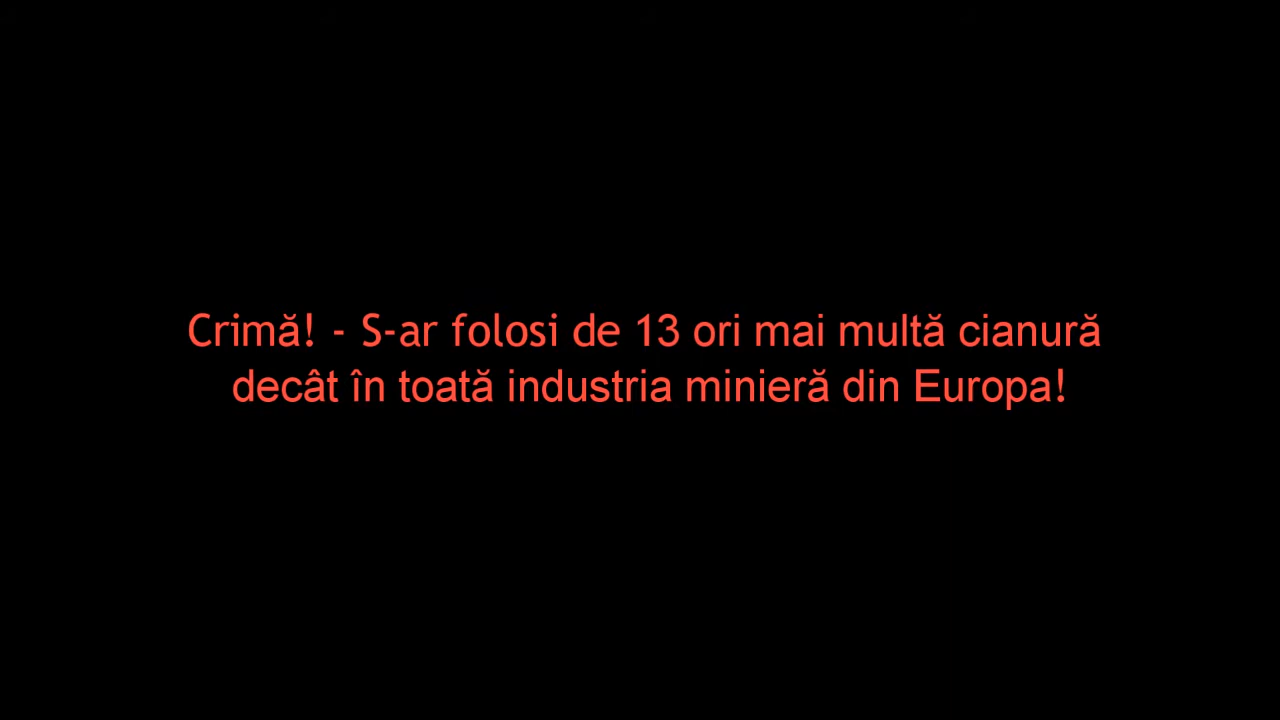 Crimă! - S-ar folosi de 13 ori mai multă cianură
decât în toată industria minieră din Europa!